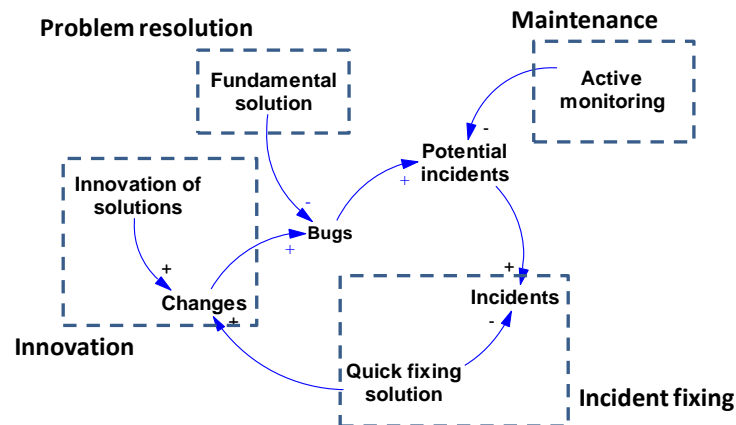 Problem resolution
Maintenance
Fundamental
solution
Active
monitoring
-
Potential
incidents
+
Innovation of
solutions
-
Bugs
+
+
Changes
+
+
Incidents
-
Innovation
Quick fixing
solution
Incident fixing